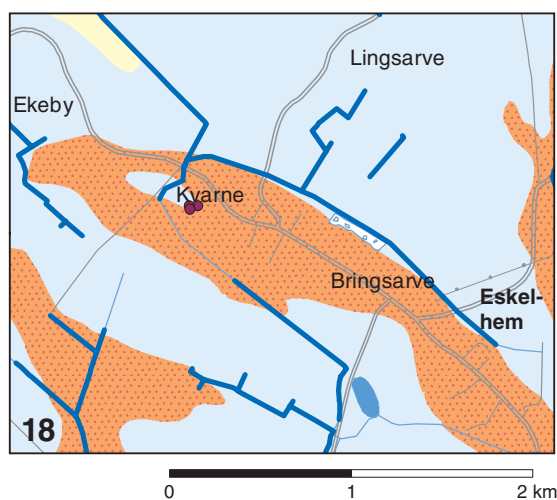 Lingsarve
Ekeby
Kvarne
Bringsarve
Eskel-
hem
18
0 1 2 km